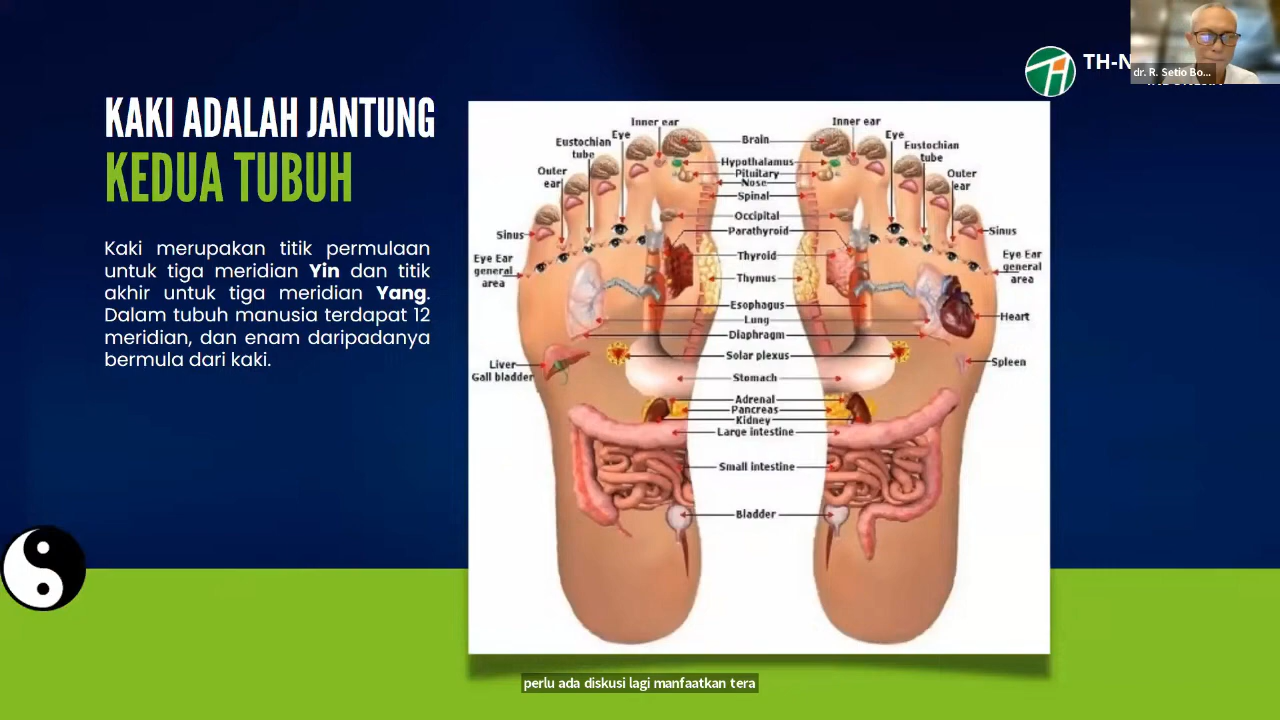 TH-N
dr. R. Setio Bo...
KAKI ADALAH JANTUNG
KEDUA TUBUH
Kaki merupakan titik permulaan
untuk tiga meridian Yin dan titik
akhir untuk tiga meridian Yang.
Dalam tubuh manusia terdapat 12
meridian, dan enam daripadanya
bermula dari kaki.
Inner ear
Eye
Eustochian
tube
Outer
ear
Sinus
Eye Ear
general
area
Liver
Gall bladder
Brain
Hypothalamus
Pituitary
Nose
Spinal
Occipital
Parathyroid
Thyroid
Thymus
Esophagus
Lung
Diaphragm
Solar plexus
Stomach
Adrenal
Pancreas
Kidney
Large intestine
Small intestine
Bladder
Inner ear
Eye
Eustochian
tube
Outer
ear
Sinus
Eye Ear
general
area
Heart
Spleen
perlu ada diskusi lagi manfaatkan tera